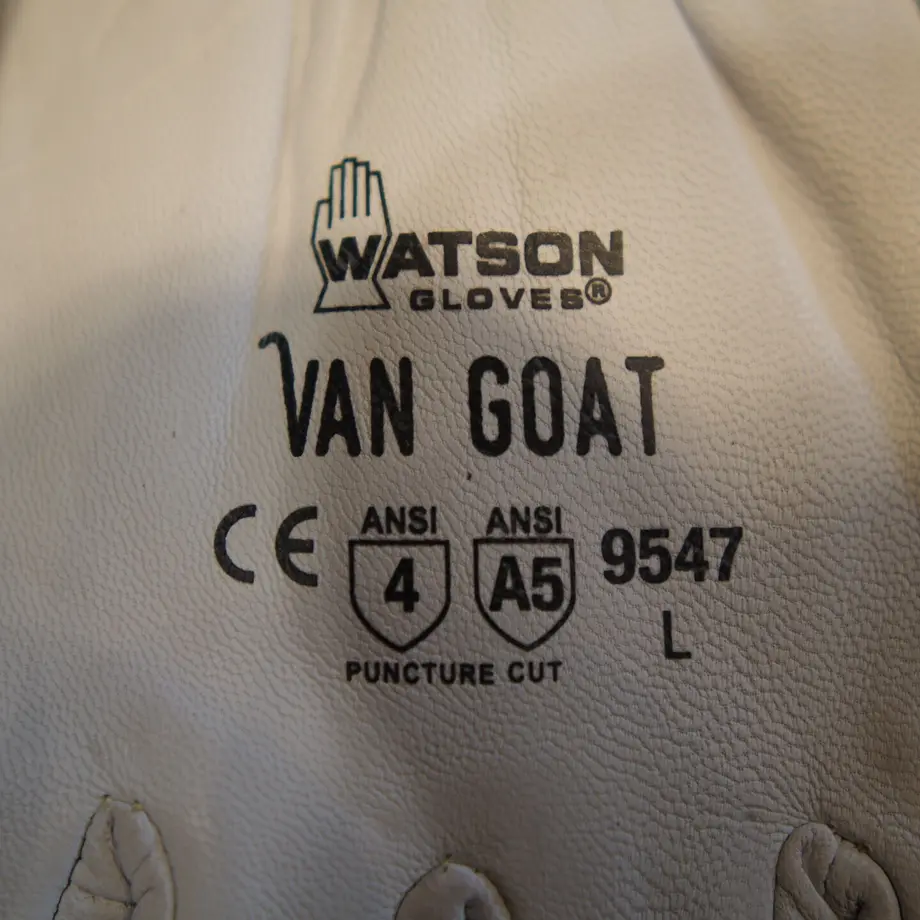 WATSON
GLOVES®
VAN GOAT
CE ANSI 4 ANSI A5 9547
L
PUNCTURE CUT